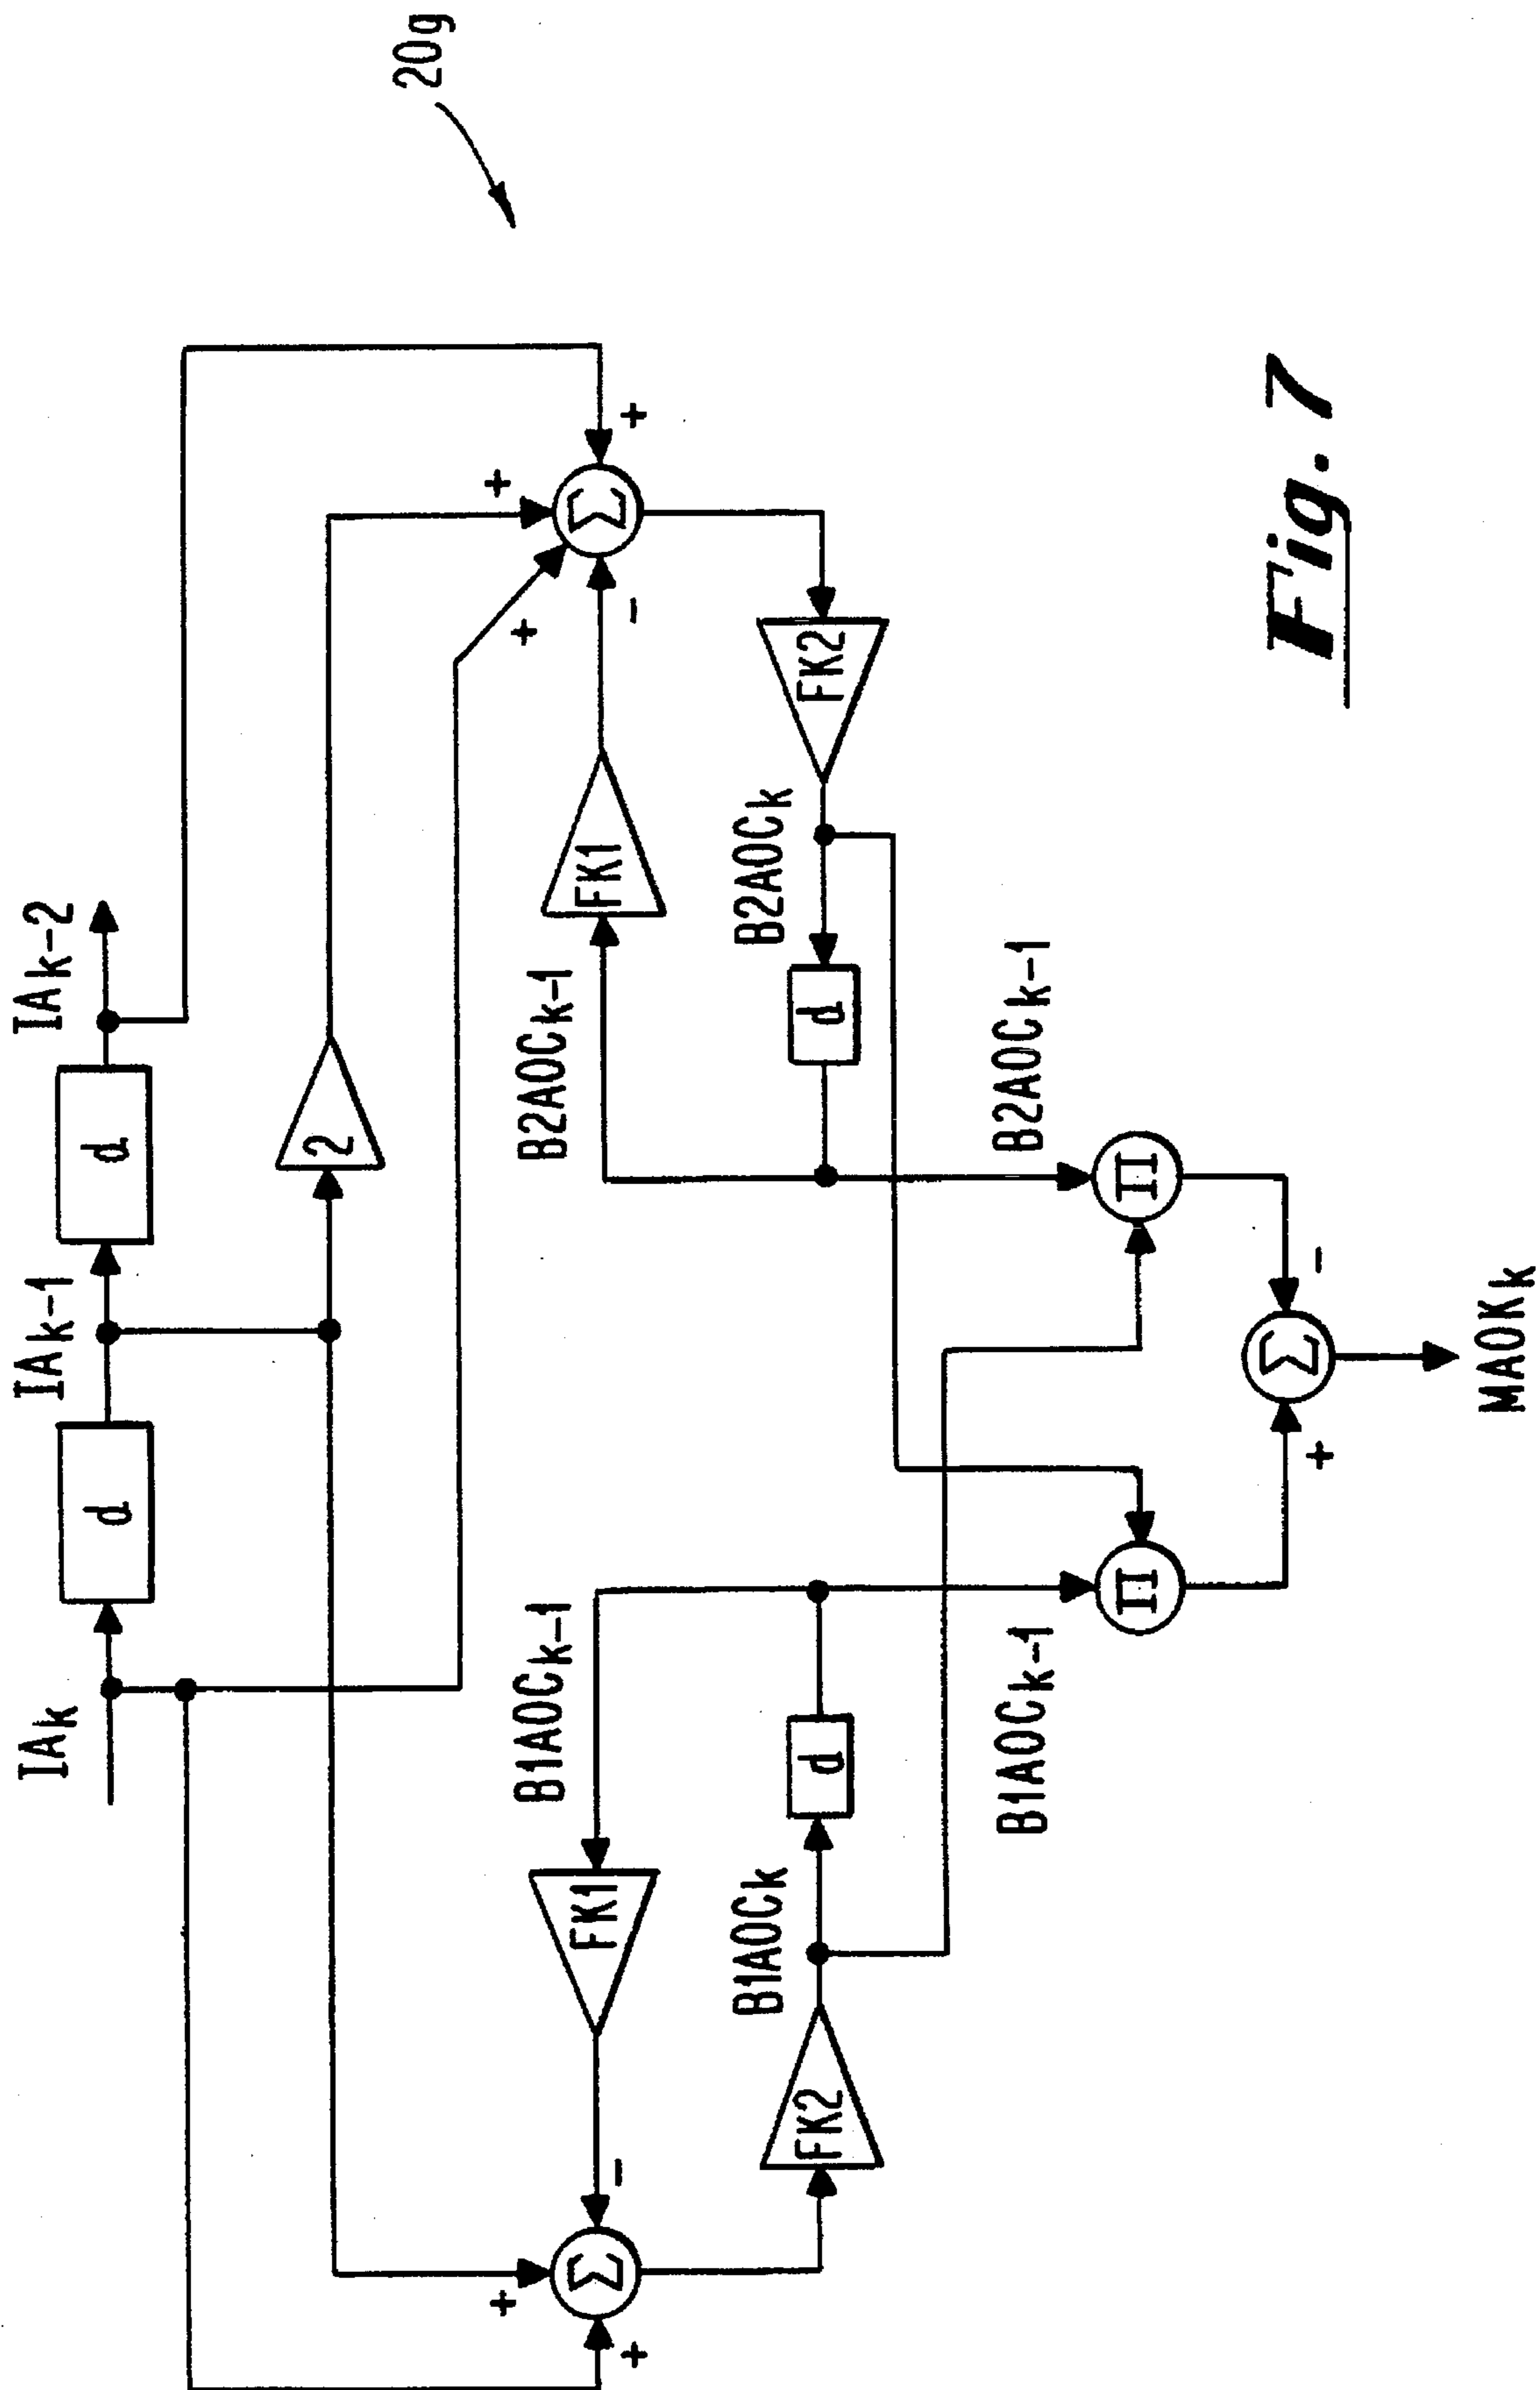 20g
IAk
IAk-1
IAk-2
d
d
2
+
+
+
+
+
B1AOCk-1
B2AOCk-1
Σ
-
FK1
FK1
-
Σ
B1AOCk
B2AOCk
FK2
d
d
FK2
B1AOCk-1
B2AOCk-1
Π
Π
+
Σ
-
MAOKk
Fig. 7